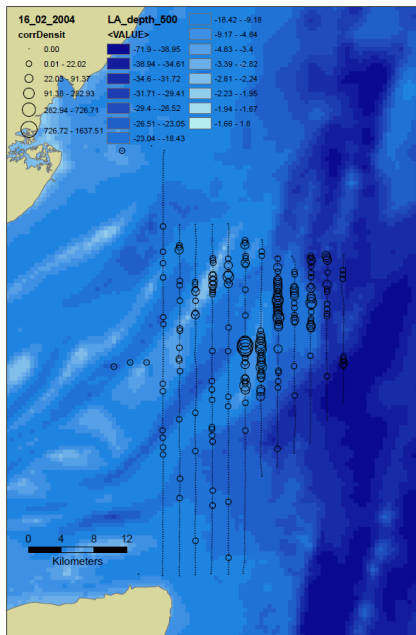 16_02_2004
corrDensit
0.00
0.01 - 22.02
22.03 - 91.37
91.38 - 282.93
282.94 - 726.71
726.72 - 1637.51
LA_depth_500
<VALUE>
-71.9 - -38.95
-38.94 - -34.61
-34.6 - -31.72
-31.71 - -29.41
-29.4 - -26.52
-26.51 - -23.05
-23.04 - -18.43
-18.42 - -9.18
-9.17 - -4.84
-4.83 - -3.4
-3.39 - -2.82
-2.81 - -2.24
-2.23 - -1.95
-1.94 - -1.67
-1.66 - 1.8
0 4 8 12
Kilometers